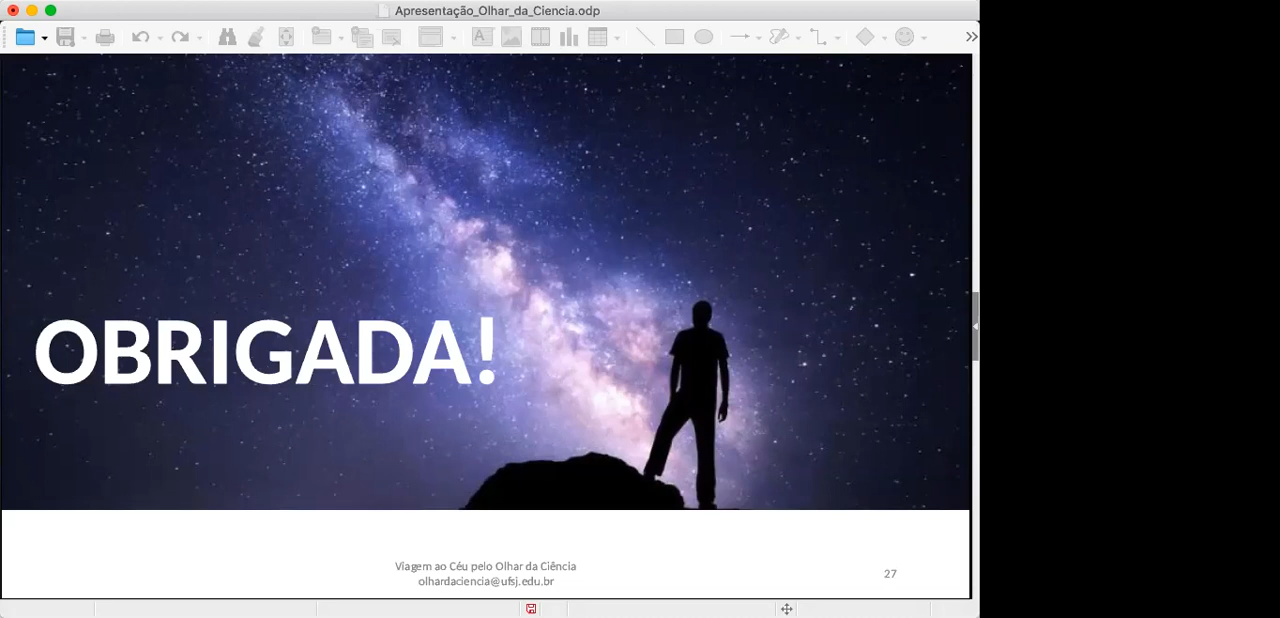 Apresentação_Olhar_da_Ciencia.odp
OBRIGADA!
Viagem ao Céu pelo Olhar da Ciência
olhardaciencia@ufsj.edu.br
27